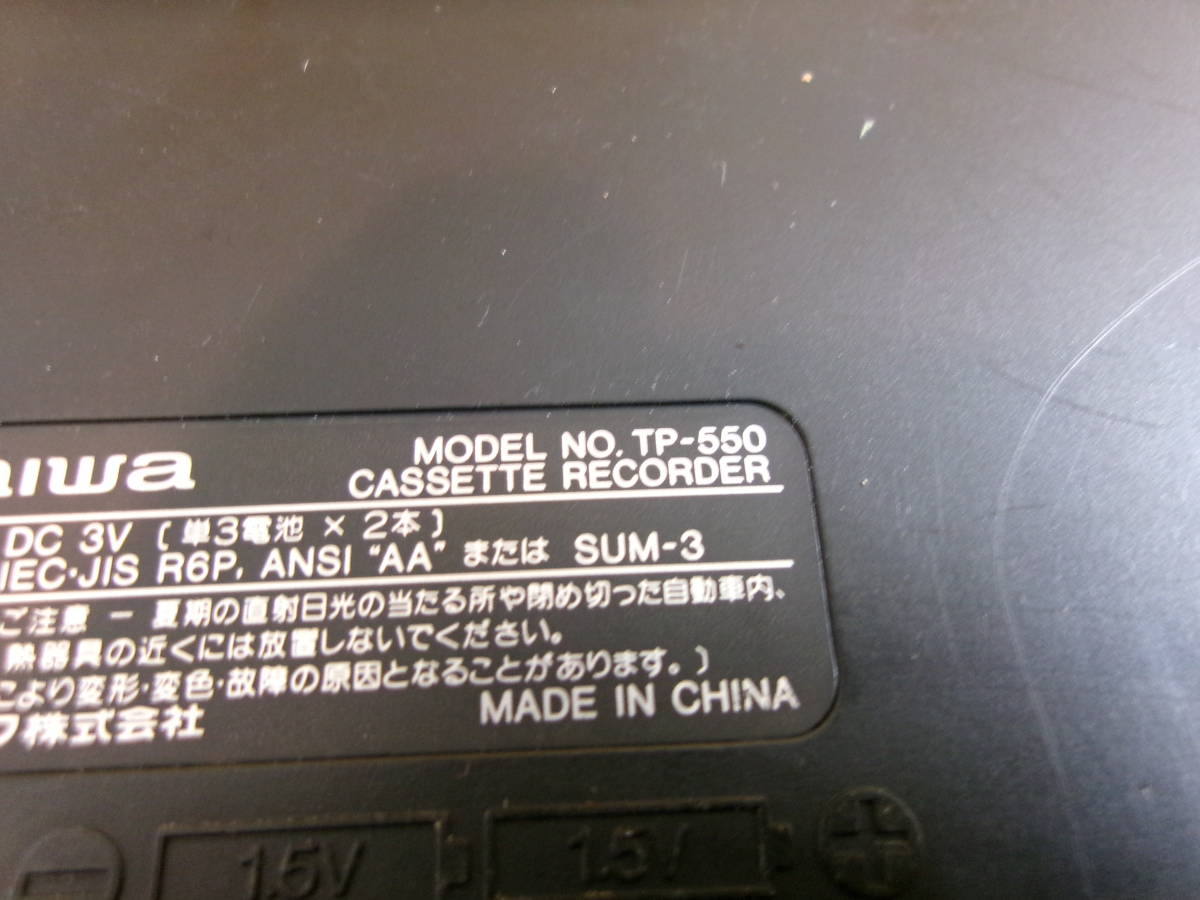 aiwa
MODEL NO. TP-550
CASSETTE RECORDER
DC 3V 〔単3電池 × 2本〕
IEC·JIS R6P, ANSI "AA" または SUM-3
ご注意 － 夏期の直射日光の当たる所や閉め切った自動車内、
熱器具の近くには放置しないでください。
により変形·変色·故障の原因となることがあります。)
ワ株式会社
MADE IN CHINA
1.5V
1.5V